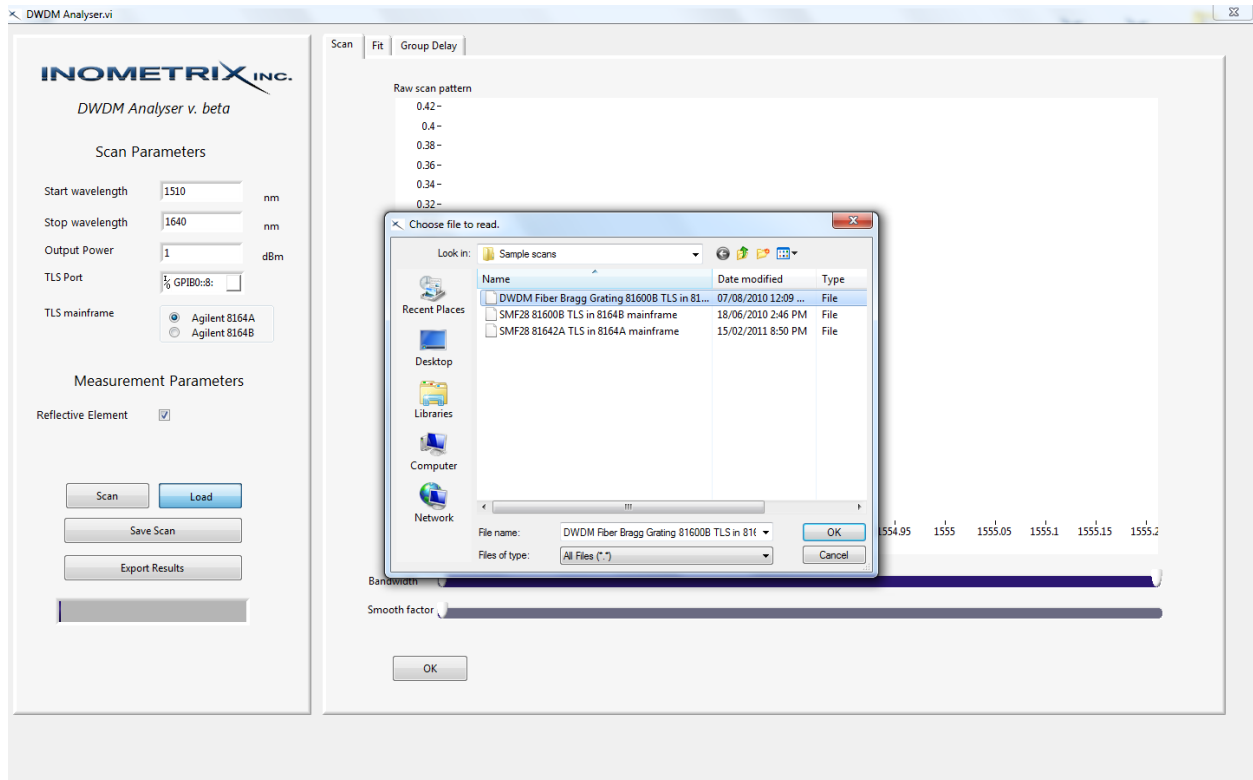 DWDM Analyser.vi
INOMETRIX INC.
DWDM Analyser v. beta
Scan Parameters
Start wavelength 1510 nm
Stop wavelength 1640 nm
Output Power 1 dBm
TLS Port GPIB0::8:
TLS mainframe
Agilent 8164A
Agilent 8164B
Measurement Parameters
Reflective Element
Scan Load
Save Scan
Export Results
Scan Fit Group Delay
Raw scan pattern
0.42
0.4
0.38
0.36
0.34
0.32
Choose file to read.
Look in: Sample scans
Name Date modified Type
DWDM Fiber Bragg Grating 81600B TLS in 81... 07/08/2010 12:09 ... File
SMF28 81600B TLS in 8164B mainframe 18/06/2010 2:46 PM File
SMF28 81642A TLS in 8164A mainframe 15/02/2011 8:50 PM File
Recent Places
Desktop
Libraries
Computer
Network
File name: DWDM Fiber Bragg Grating 81600B TLS in 816 OK
Files of type: All Files (*.*) Cancel
1554.95 1555 1555.05 1555.1 1555.15 1555.2
Bandwidth
Smooth factor
OK